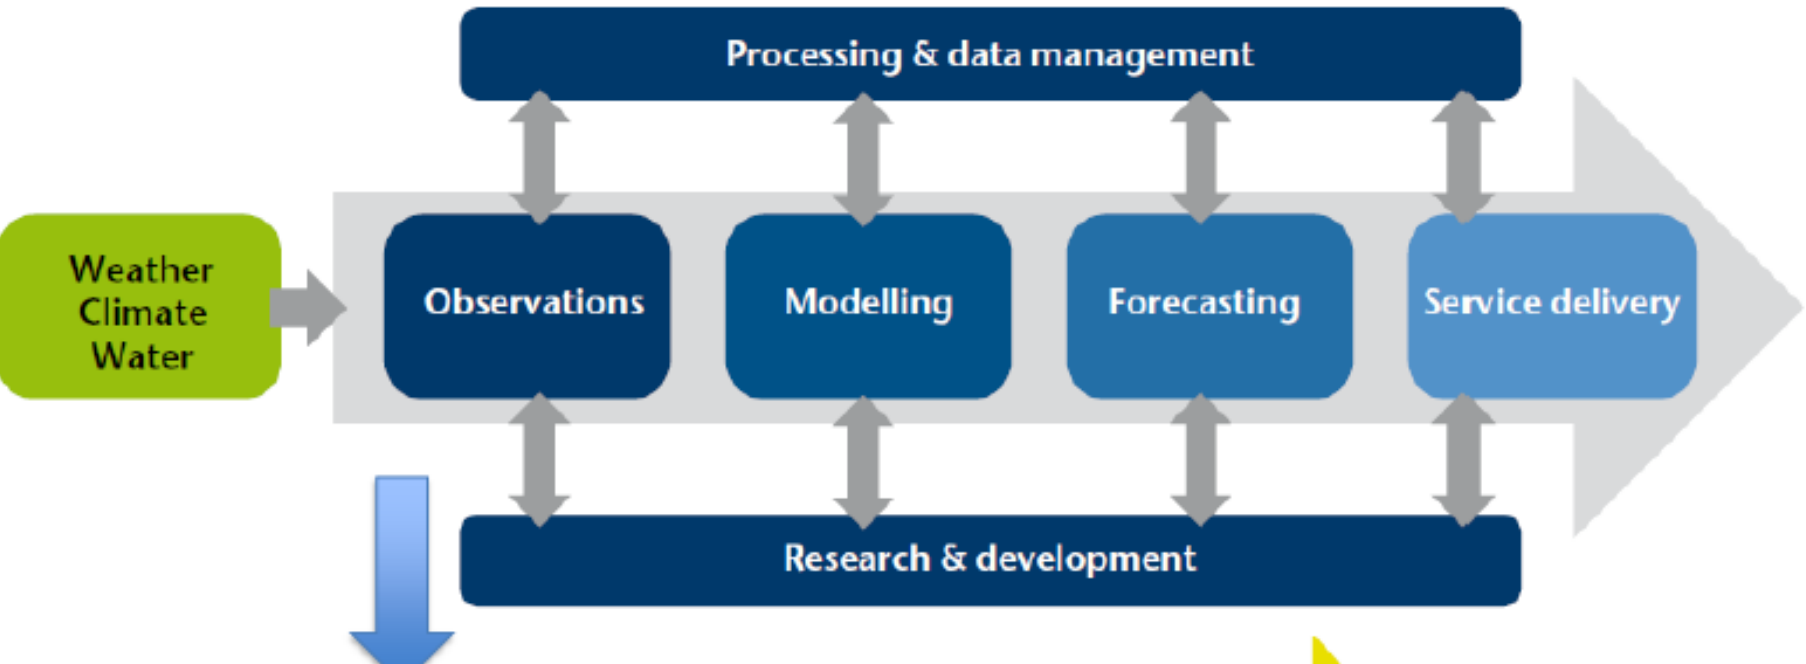 Processing & data management
Weather
Climate
Water
Observations
Modelling
Forecasting
Service delivery
Research & development